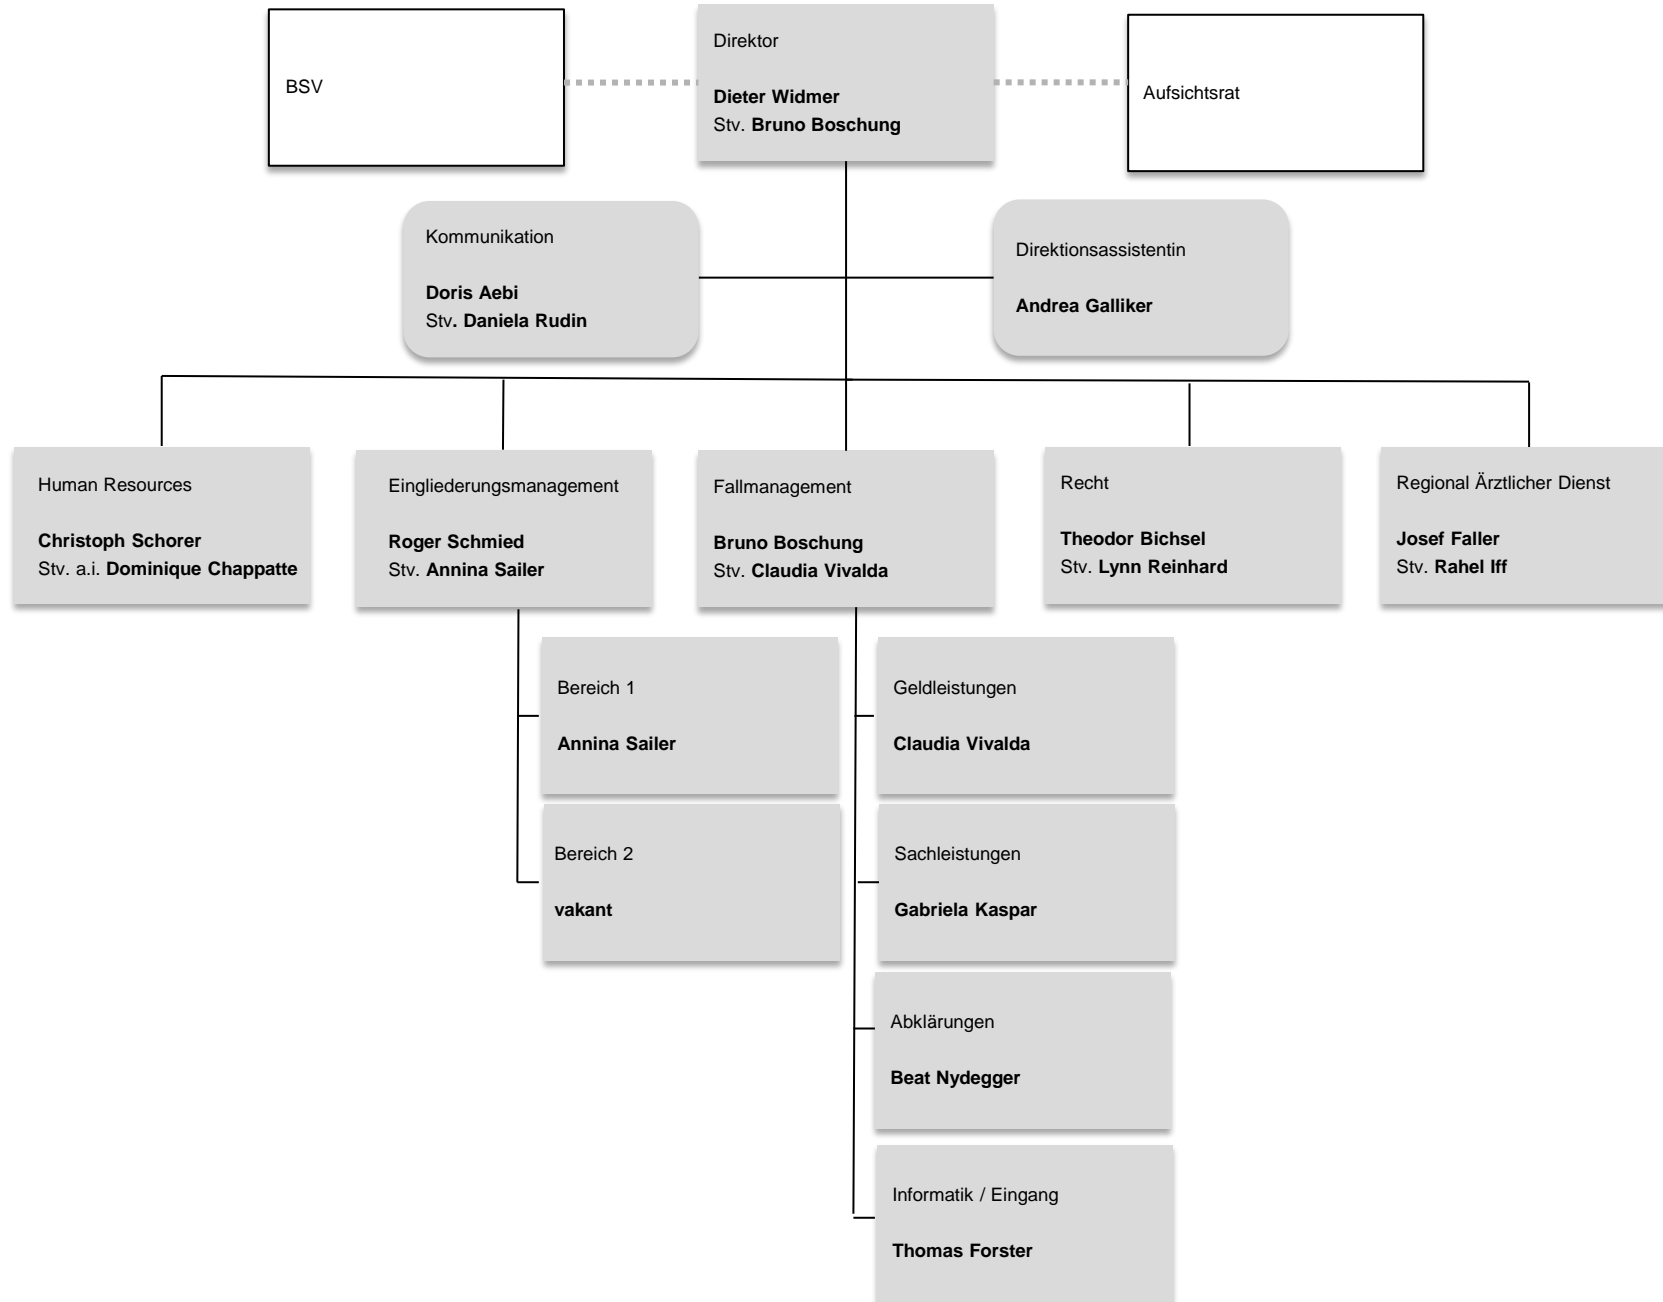 BSV
Direktor
Dieter Widmer
Stv. Bruno Boschung
Aufsichtsrat
Kommunikation
Doris Aebi
Stv. Daniela Rudin
Direktionsassistentin
Andrea Galliker
Human Resources
Christoph Schorer
Stv. a.i. Dominique Chappatte
Eingliederungsmanagement
Roger Schmied
Stv. Annina Sailer
Fallmanagement
Bruno Boschung
Stv. Claudia Vivalda
Recht
Theodor Bichsel
Stv. Lynn Reinhard
Regional Ärztlicher Dienst
Josef Faller
Stv. Rahel Iff
Bereich 1
Annina Sailer
Bereich 2
vakant
Geldleistungen
Claudia Vivalda
Sachleistungen
Gabriela Kaspar
Abklärungen
Beat Nydegger
Informatik / Eingang
Thomas Forster